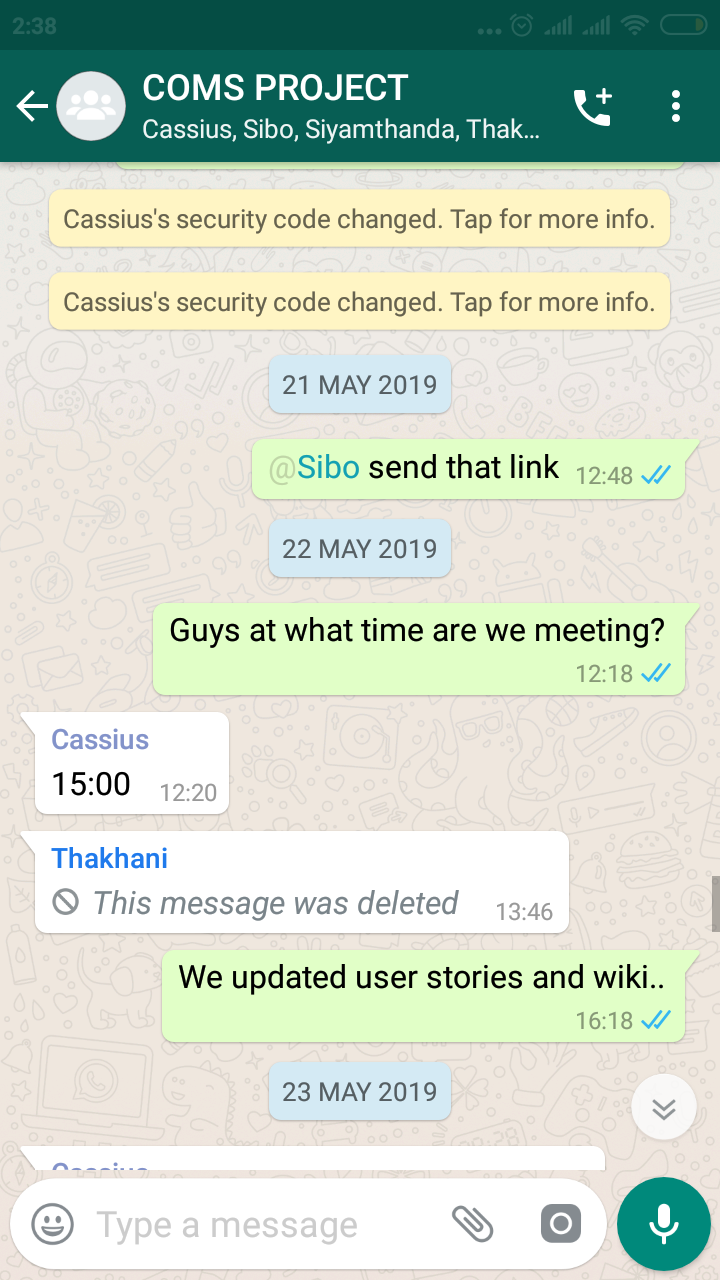 2:38
COMS PROJECT
Cassius, Sibo, Siyamthanda, Thak...
Cassius's security code changed. Tap for more info.
Cassius's security code changed. Tap for more info.
21 MAY 2019
@Sibo send that link 12:48
22 MAY 2019
Guys at what time are we meeting?
12:18
Cassius
15:00 12:20
Thakhani
This message was deleted 13:46
We updated user stories and wiki..
16:18
23 MAY 2019
Cassius
Type a message